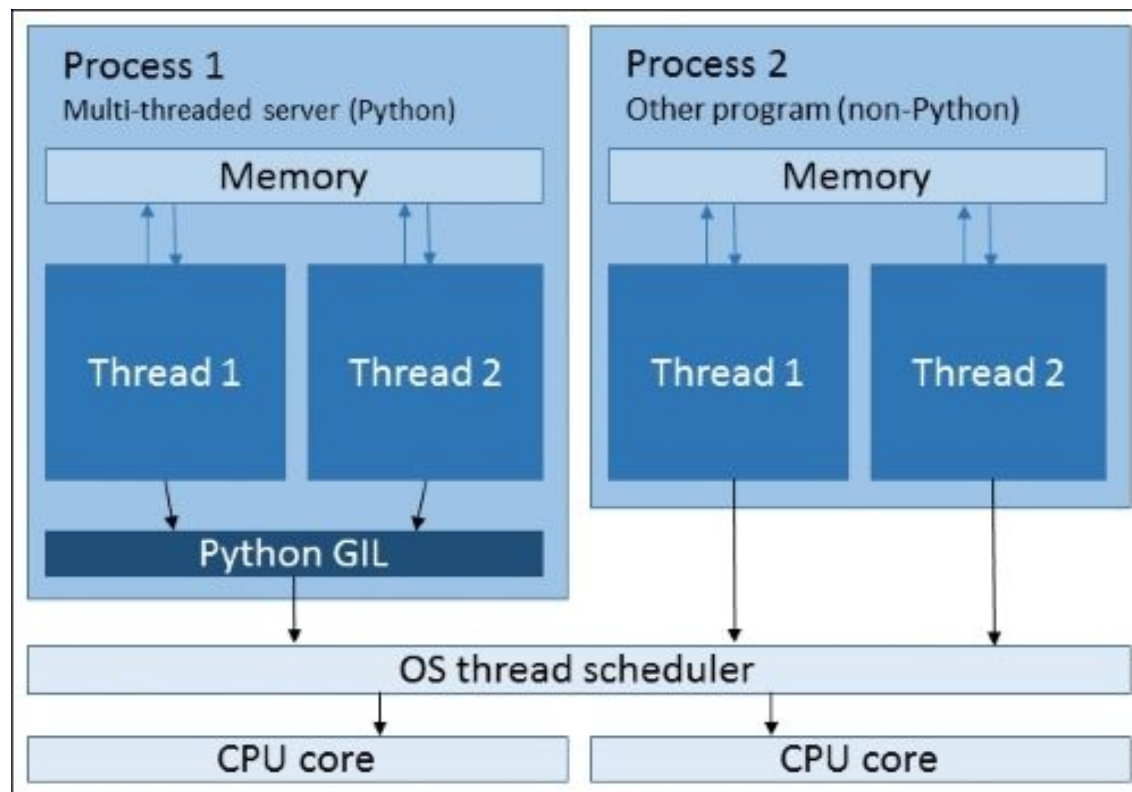 Process 1
Multi-threaded server (Python)
Memory
Thread 1
Thread 2
Python GIL
Process 2
Other program (non-Python)
Memory
Thread 1
Thread 2
OS thread scheduler
CPU core
CPU core